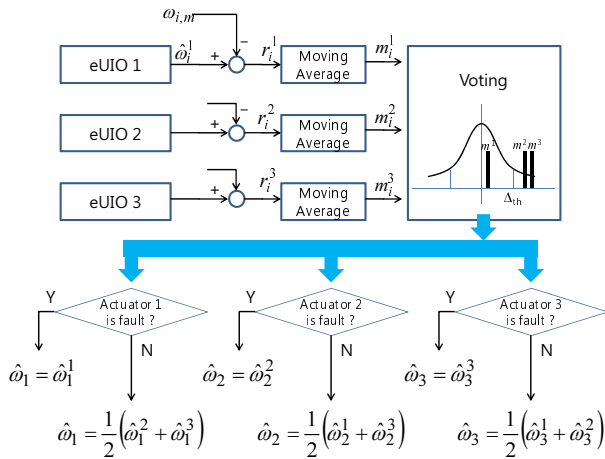 ω_{i,m}
eUIO 1
ω̂_i^1
+
−
r_i^1
Moving Average
m_i^1
Voting
eUIO 2
+
−
r_i^2
Moving Average
m_i^2
eUIO 3
+
r_i^3
Moving Average
m_i^3
m^1
m^2 m^3
Δ_th
Y
Actuator 1
is fault ?
N
Y
Actuator 2
is fault ?
N
Y
Actuator 3
is fault ?
N
ω̂_1 = ω̂_1^1
ω̂_2 = ω̂_2^2
ω̂_3 = ω̂_3^3
ω̂_1 = 1/2 (ω̂_1^2 + ω̂_1^3)
ω̂_2 = 1/2 (ω̂_2^1 + ω̂_2^3)
ω̂_3 = 1/2 (ω̂_3^1 + ω̂_3^2)